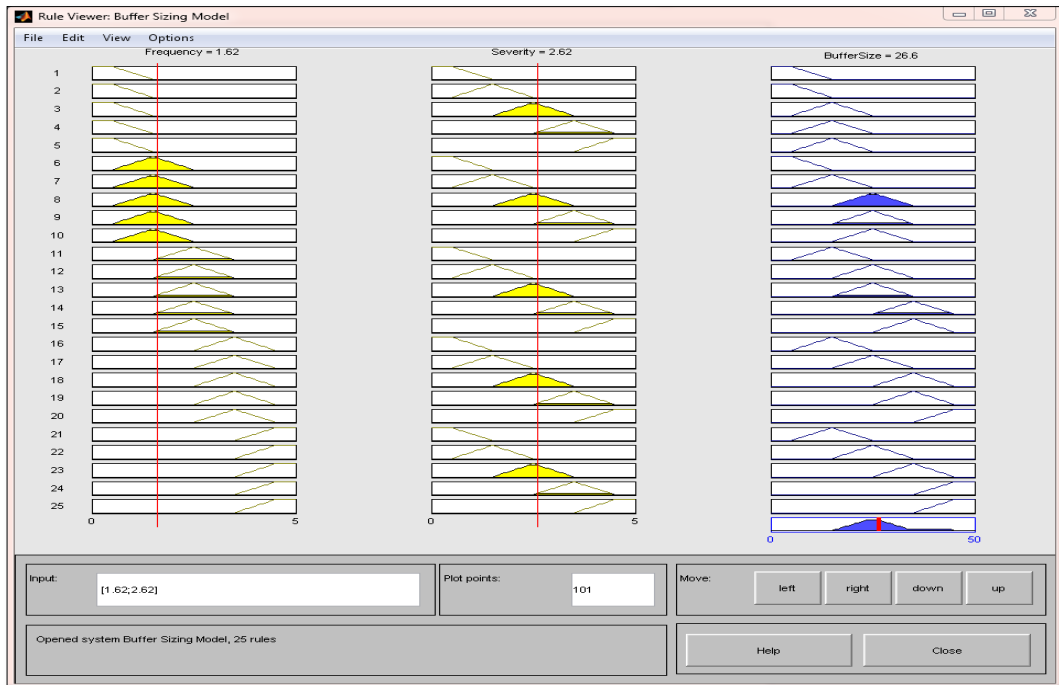 Rule Viewer: Buffer Sizing Model
File Edit View Options
Frequency = 1.62
Severity = 2.62
BufferSize = 26.6
1
2
3
4
5
6
7
8
9
10
11
12
13
14
15
16
17
18
19
20
21
22
23
24
25
0 5
0 5
0 50
Input:
[1.62;2.62]
Plot points:
101
Move:
left
right
down
up
Opened system Buffer Sizing Model, 25 rules
Help
Close